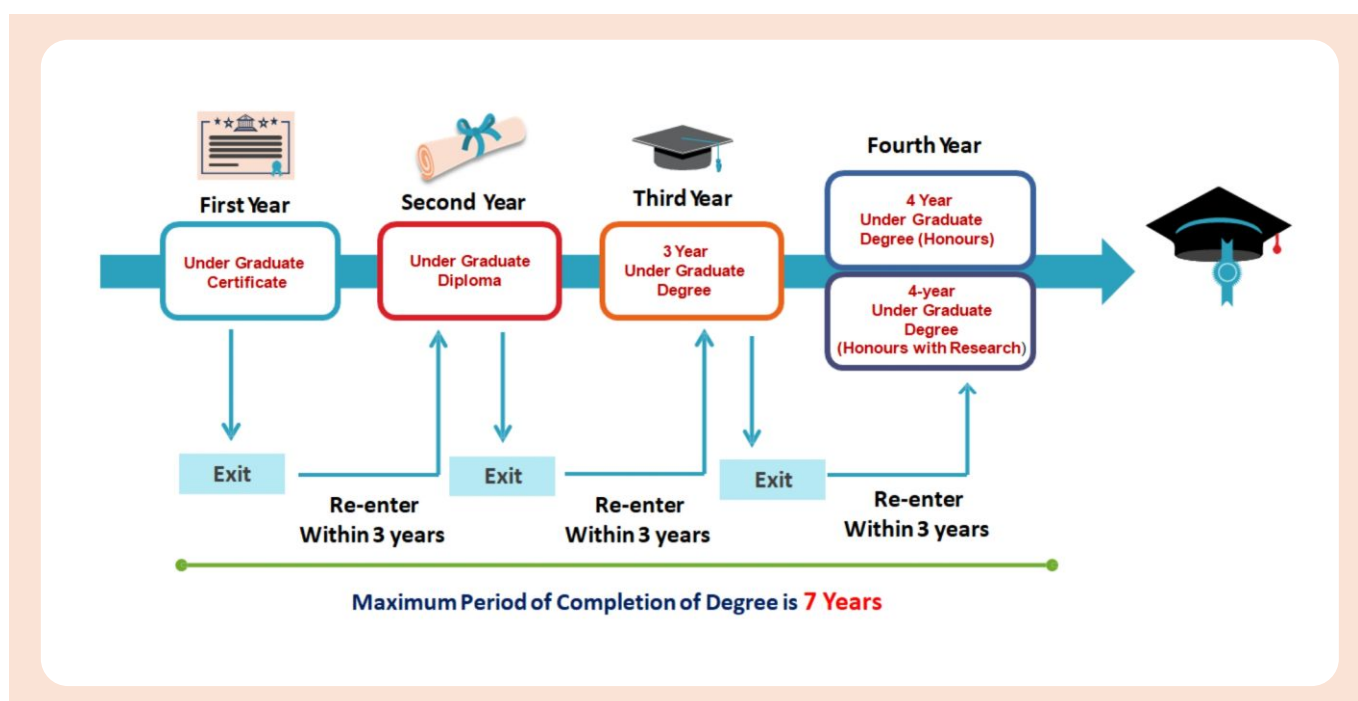 First Year
Under Graduate
Certificate
Second Year
Under Graduate
Diploma
Third Year
3 Year
Under Graduate
Degree
Fourth Year
4 Year
Under Graduate
Degree (Honours)
4-year
Under Graduate
Degree
(Honours with Research)
Exit
Re-enter
Within 3 years
Exit
Re-enter
Within 3 years
Exit
Re-enter
Within 3 years
Maximum Period of Completion of Degree is 7 Years